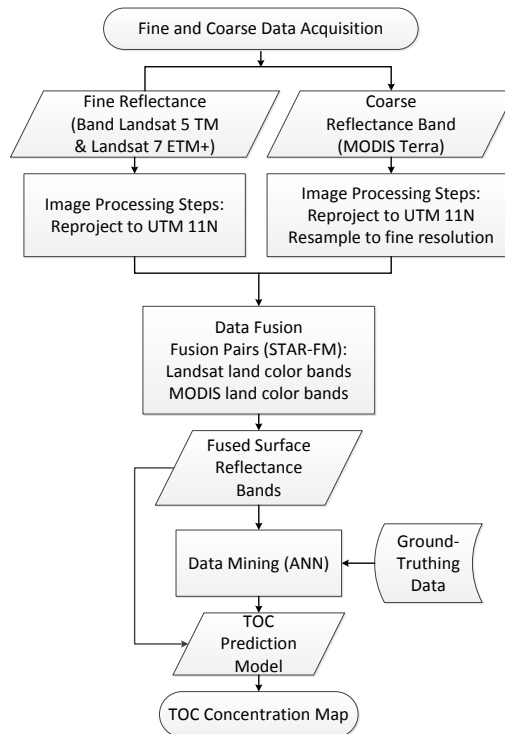 Fine and Coarse Data Acquisition
Fine Reflectance
(Band Landsat 5 TM
& Landsat 7 ETM+)
Coarse
Reflectance Band
(MODIS Terra)
Image Processing Steps:
Reproject to UTM 11N
Image Processing Steps:
Reproject to UTM 11N
Resample to fine resolution
Data Fusion
Fusion Pairs (STAR-FM):
Landsat land color bands
MODIS land color bands
Fused Surface
Reflectance
Bands
Data Mining (ANN)
Ground-
Truthing
Data
TOC
Prediction
Model
TOC Concentration Map